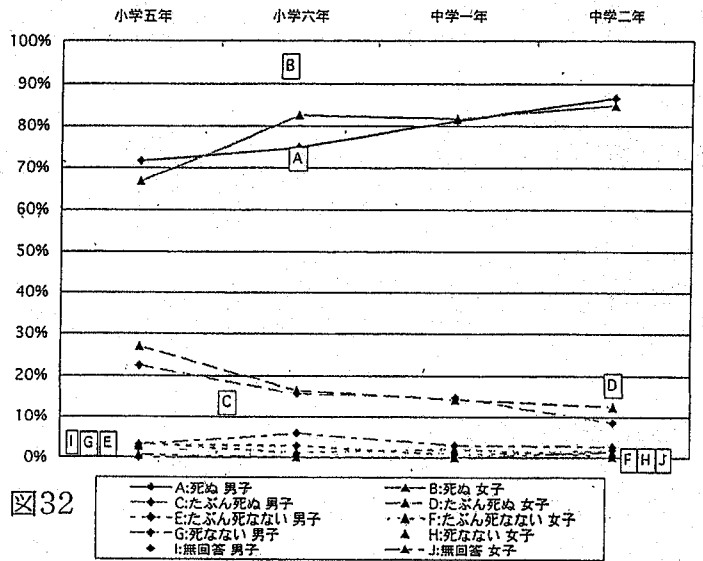 小学五年 小学六年 中学一年 中学二年
100%
90%
80%
70%
60%
50%
40%
30%
20%
10%
0%
B
A
C
D
I G E
F H J
図32
A:死ぬ 男子 B:死ぬ 女子
C:たぶん死ぬ 男子 D:たぶん死ぬ 女子
E:たぶん死なない 男子 F:たぶん死なない 女子
G:死なない 男子 H:死なない 女子
I:無回答 男子 J:無回答 女子